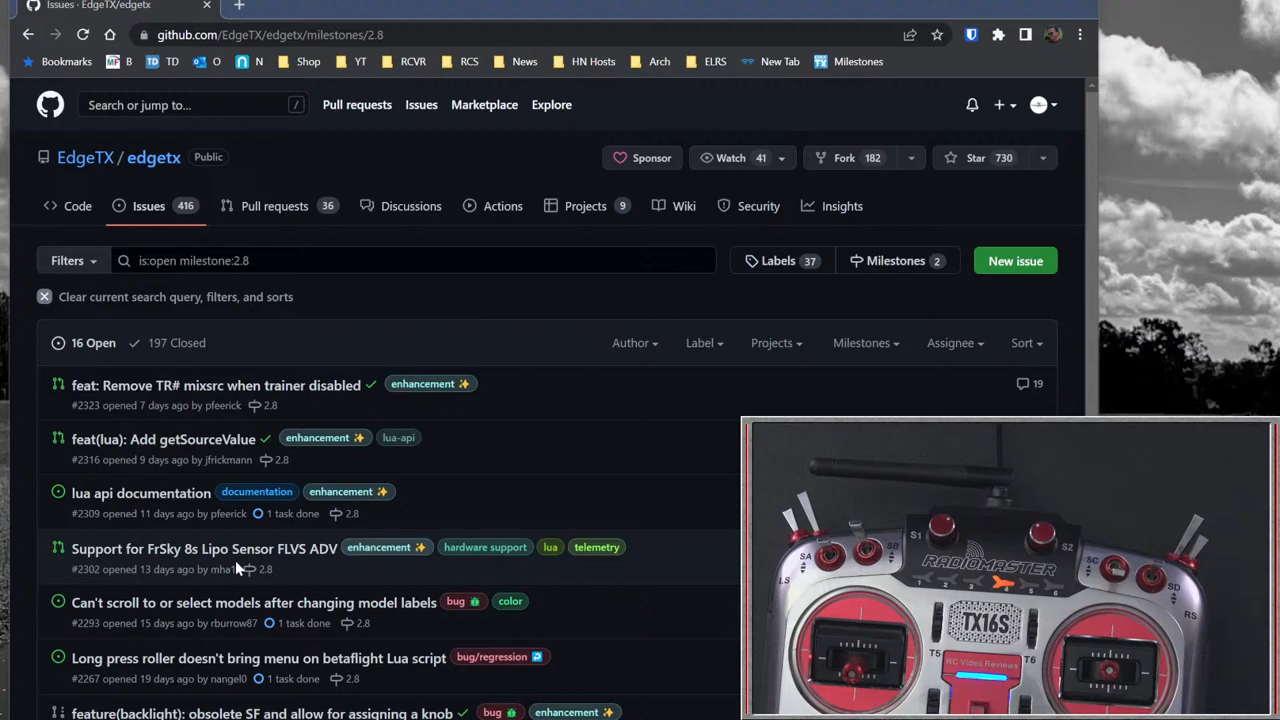 Issues · EdgeTX/edgetx
github.com/EdgeTX/edgetx/milestones/2.8
Bookmarks MF B TD TD O N Shop YT RCVR RCS News HN Hosts Arch ELRS New Tab Milestones
Search or jump to... / Pull requests Issues Marketplace Explore
EdgeTX / edgetx Public Sponsor Watch 41 Fork 182 Star 730
Code Issues 416 Pull requests 36 Discussions Actions Projects 9 Wiki Security Insights
Filters is:open milestone:2.8 Labels 37 Milestones 2 New issue
Clear current search query, filters, and sorts
16 Open 197 Closed Author Label Projects Milestones Assignee Sort
feat: Remove TR# mixsrc when trainer disabled enhancement 19
#2323 opened 7 days ago by pfeerick 2.8
feat(lua): Add getSourceValue enhancement lua-api
#2316 opened 9 days ago by jfrickmann 2.8
lua api documentation documentation enhancement
#2309 opened 11 days ago by pfeerick 1 task done 2.8
Support for FrSky 8s Lipo Sensor FLVS ADV enhancement hardware support lua telemetry
#2302 opened 13 days ago by 2.8
Can't scroll to or select models after changing model labels bug color
#2293 opened 15 days ago by rburrow87 1 task done 2.8
Long press roller doesn't bring menu on betaflight Lua script bug/regression
#2267 opened 19 days ago by nangel0 1 task done 2.8
feature(backlight): obsolete SF and allow for assigning a knob bug enhancement
S1 S2
SA SB SC SD
LS RS
RADIOMASTER
1 2 3 4 5 6
TX16S
T5 T6
NC Video Reviews